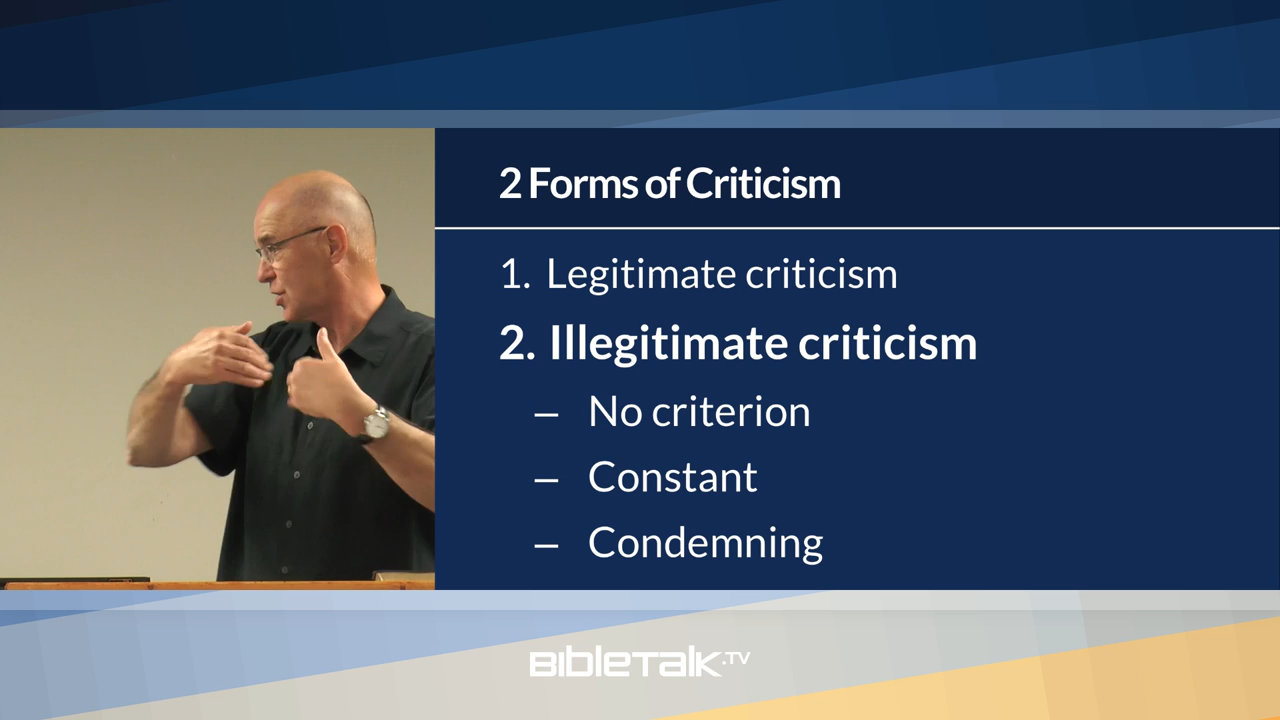 2 Forms of Criticism
1. Legitimate criticism
2. Illegitimate criticism
– No criterion
– Constant
– Condemning
BibleTalk.TV